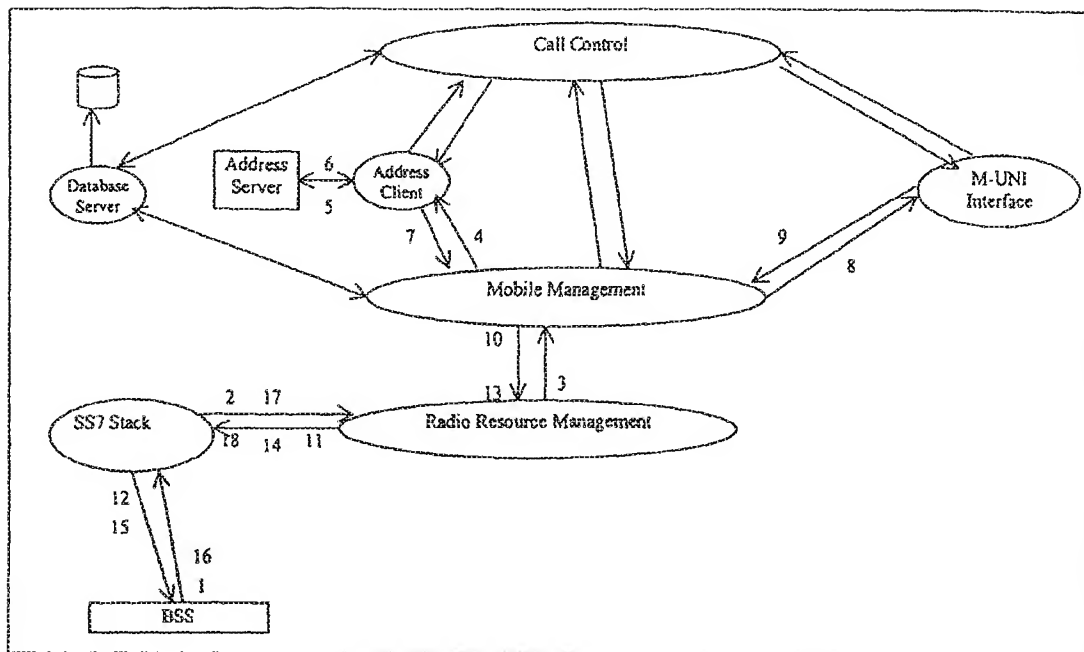 Call Control
Address
Server
6
5
Address
Client
Database
Server
M-UNI
Interface
7
4
9
8
Mobile Management
10
13
3
2
17
SS7 Stack
Radio Resource Management
18
14
11
12
15
16
1
BSS